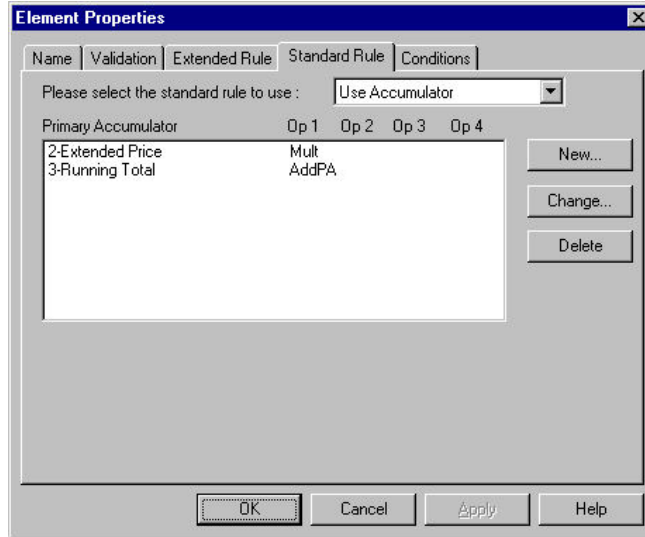 Element Properties
Name Validation Extended Rule Standard Rule Conditions
Please select the standard rule to use : Use Accumulator
Primary Accumulator Op 1 Op 2 Op 3 Op 4
2-Extended Price Mult
3-Running Total AddPA
New...
Change...
Delete
OK Cancel Apply Help